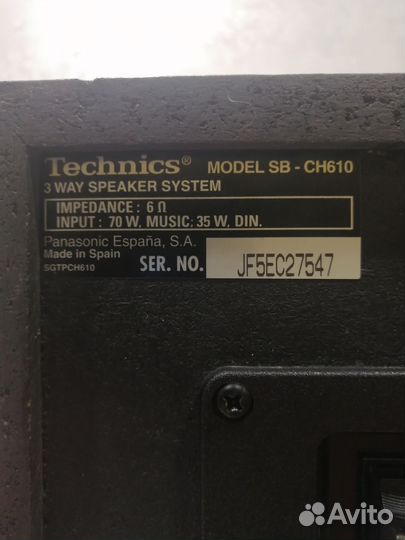 Technics® MODEL SB - CH610
3 WAY SPEAKER SYSTEM
IMPEDANCE : 6 Ω
INPUT : 70 W, MUSIC: 35 W, DIN.
Panasonic España, S.A.
Made in Spain
SGTPCH610
SER. NO. JF5EC27547
Avito